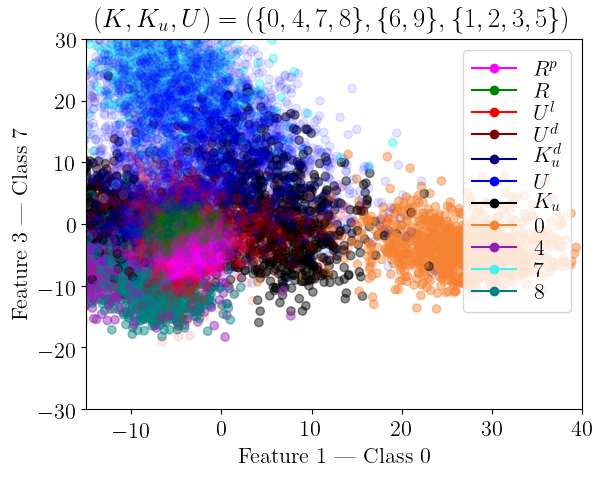 (K, K_u, U) = ({0, 4, 7, 8}, {6, 9}, {1, 2, 3, 5})
30
20
10
0
−10
−20
−30
Feature 3 — Class 7
R^p
R
U^l
U^d
K_u^d
U
K_u
0
4
7
8
−10
0
10
20
30
40
Feature 1 — Class 0